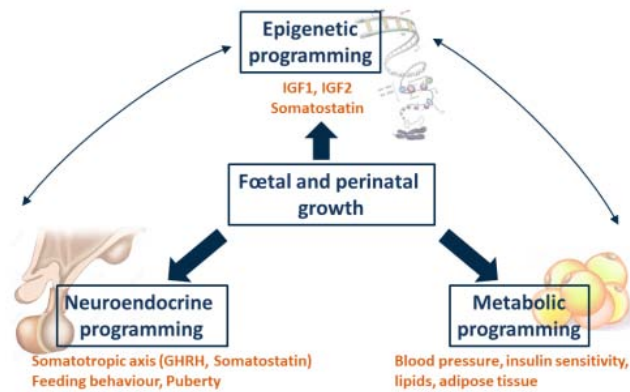 Epigenetic
programming
IGF1, IGF2
Somatostatin
Fœtal and perinatal
growth
Neuroendocrine
programming
Somatotropic axis (GHRH, Somatostatin)
Feeding behaviour, Puberty
Metabolic
programming
Blood pressure, insulin sensitivity,
lipids, adipose tissue